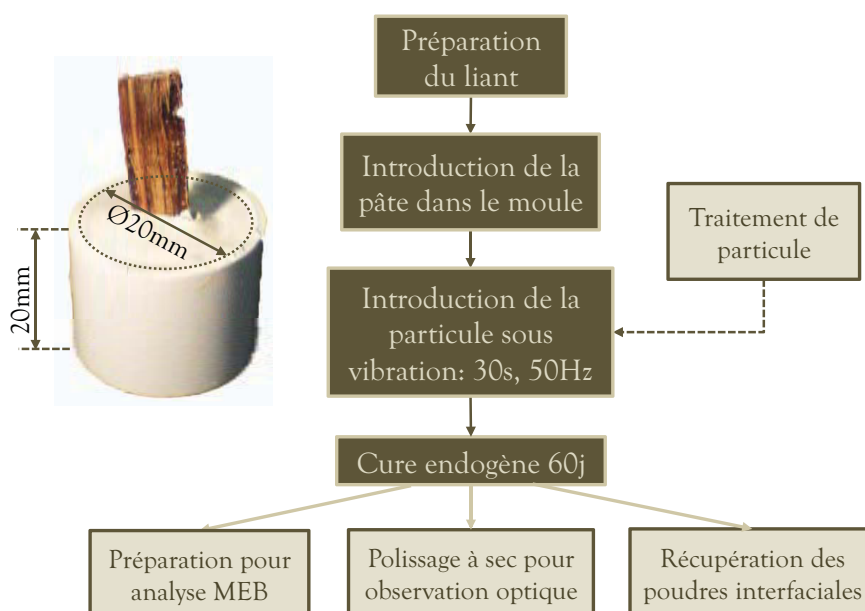 Préparation
du liant
Introduction de la
pâte dans le moule
Traitement de
particule
Introduction de la
particule sous
vibration: 30s, 50Hz
Cure endogène 60j
Préparation pour
analyse MEB
Polissage à sec pour
observation optique
Récupération des
poudres interfaciales
Ø20mm
20mm